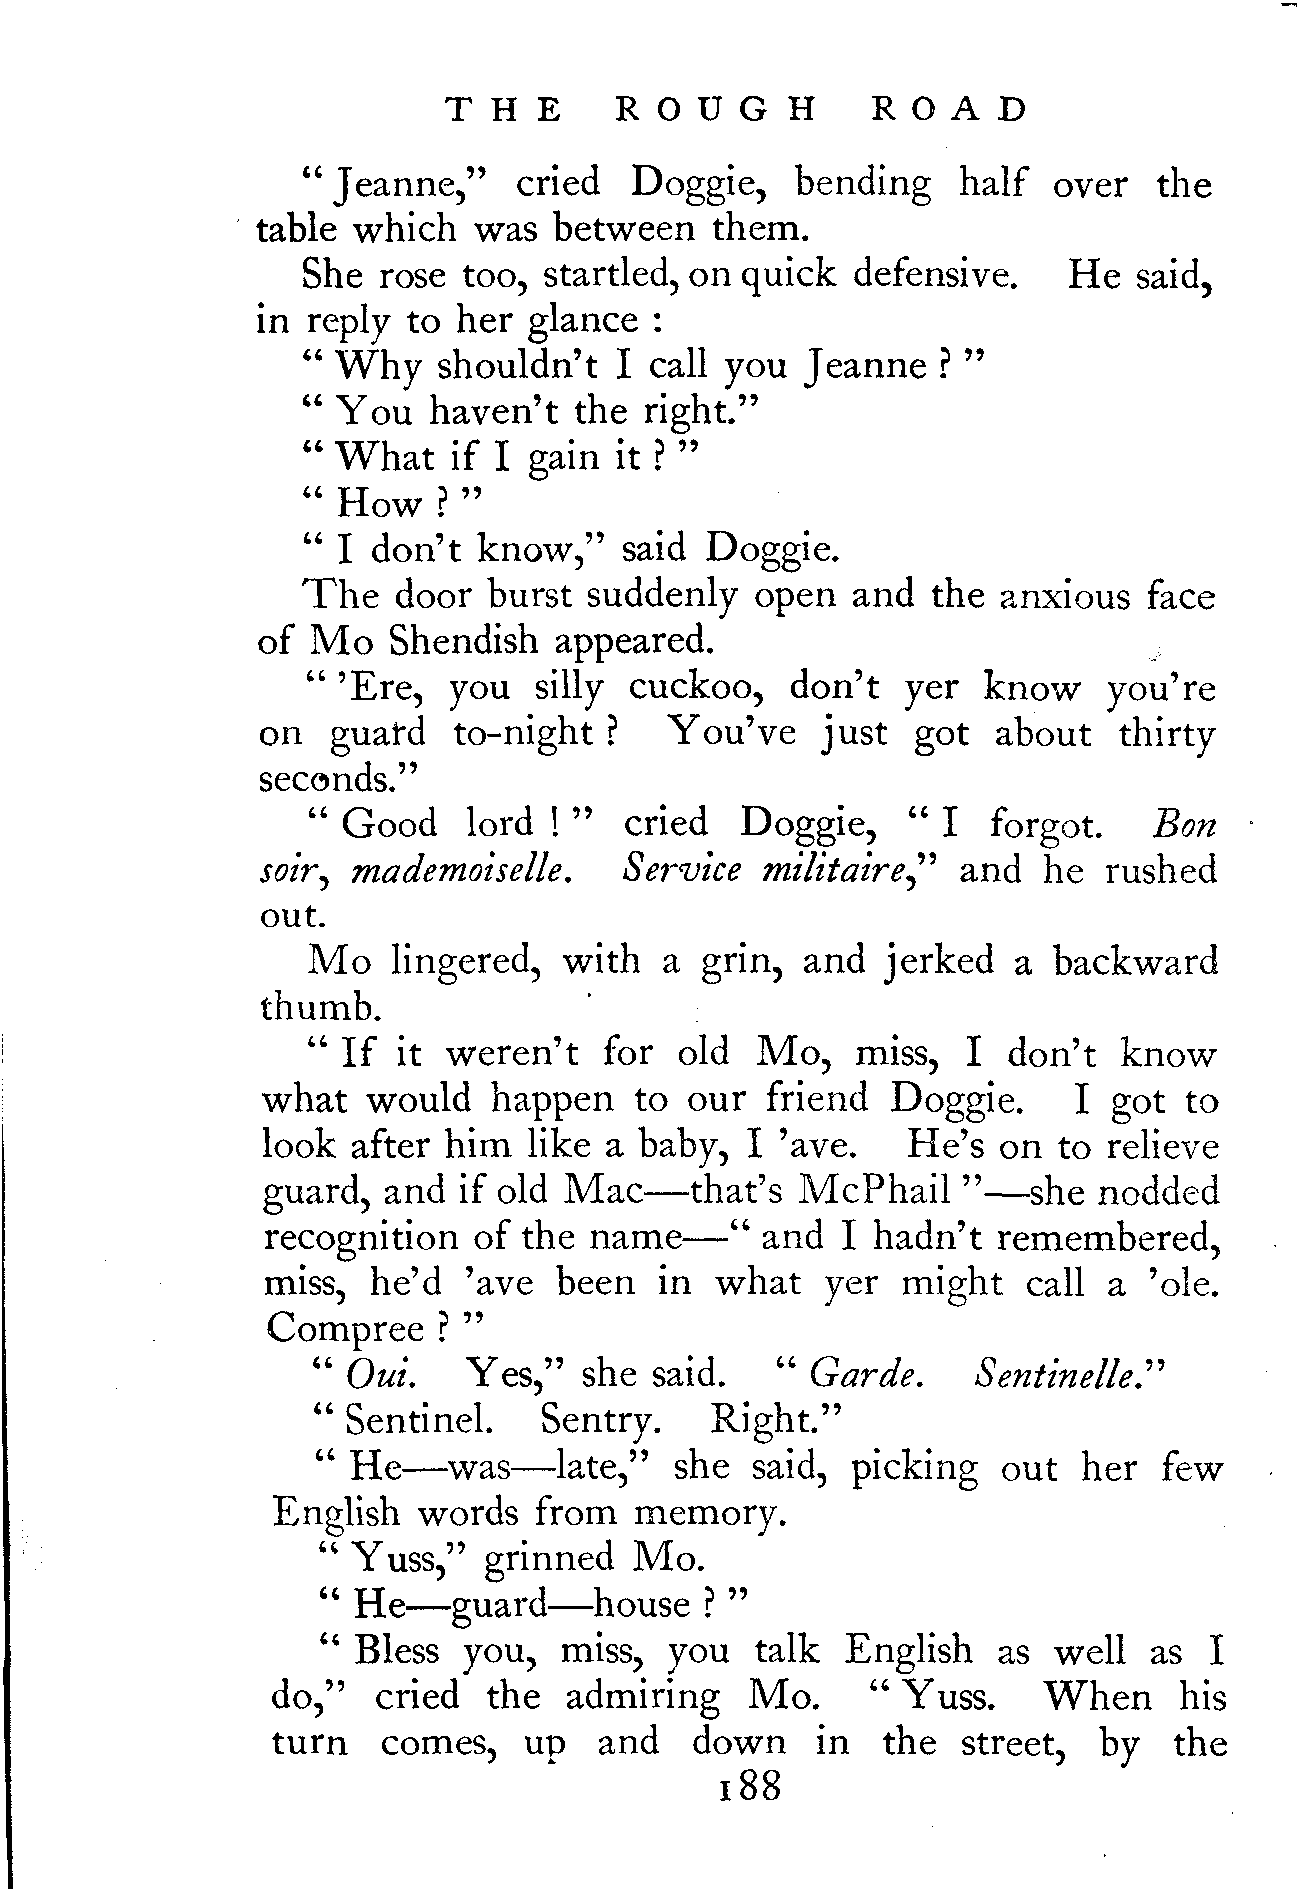 THE ROUGH ROAD
“ Jeanne,” cried Doggie, bending half over the
table which was between them.
She rose too, startled, on quick defensive. He said,
in reply to her glance :
“ Why shouldn’t I call you Jeanne ? ”
“ You haven’t the right.”
“ What if I gain it ? ”
“ How ? ”
“ I don’t know,” said Doggie.
The door burst suddenly open and the anxious face
of Mo Shendish appeared.
“ ’Ere, you silly cuckoo, don’t yer know you’re
on guard to-night ? You’ve just got about thirty
seconds.”
“ Good lord ! ” cried Doggie, “ I forgot. Bon
soir, mademoiselle. Service militaire,” and he rushed
out.
Mo lingered, with a grin, and jerked a backward
thumb.
“ If it weren’t for old Mo, miss, I don’t know
what would happen to our friend Doggie. I got to
look after him like a baby, I ’ave. He’s on to relieve
guard, and if old Mac—that’s McPhail ”—she nodded
recognition of the name—“ and I hadn’t remembered,
miss, he’d ’ave been in what yer might call a ’ole.
Compree ? ”
“ Oui. Yes,” she said. “ Garde. Sentinelle.”
“ Sentinel. Sentry. Right.”
“ He—was—late,” she said, picking out her few
English words from memory.
“ Yuss,” grinned Mo.
“ He—guard—house ? ”
“ Bless you, miss, you talk English as well as I
do,” cried the admiring Mo. “ Yuss. When his
turn comes, up and down in the street, by the
188